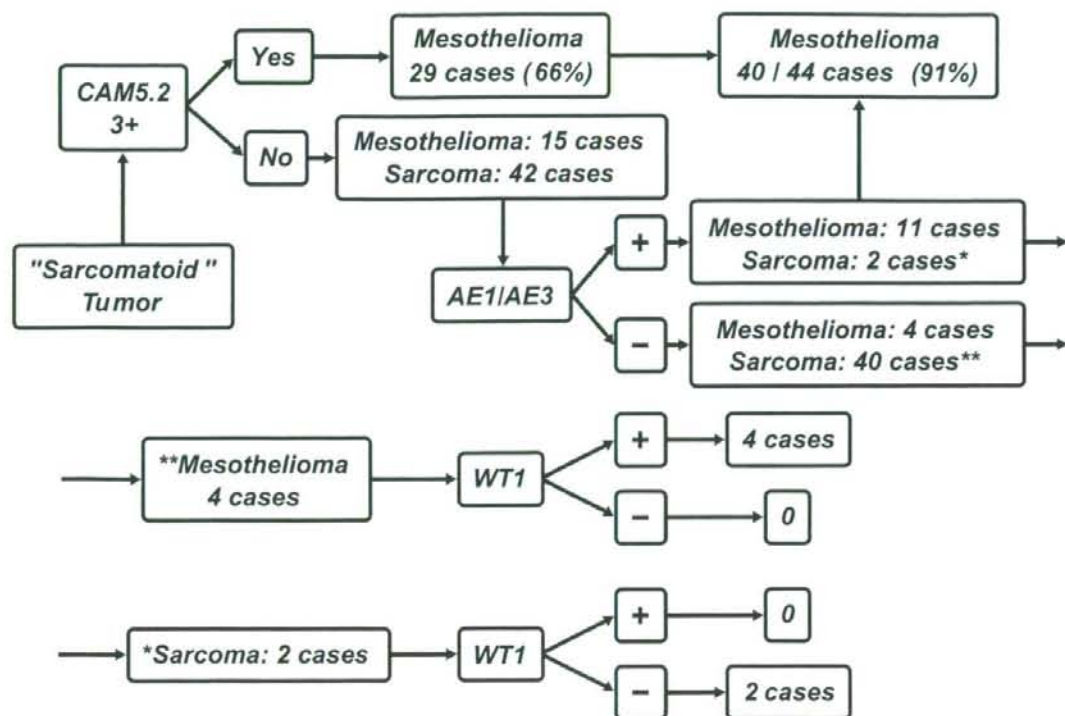 Yes
Mesothelioma
29 cases (66%)
Mesothelioma
40 / 44 cases (91%)
CAM5.2
3+
No
Mesothelioma: 15 cases
Sarcoma: 42 cases
"Sarcomatoid"
Tumor
AE1/AE3
+
Mesothelioma: 11 cases
Sarcoma: 2 cases*
−
Mesothelioma: 4 cases
Sarcoma: 40 cases**
**Mesothelioma
4 cases
WT1
+
4 cases
−
0
*Sarcoma: 2 cases
WT1
+
0
−
2 cases